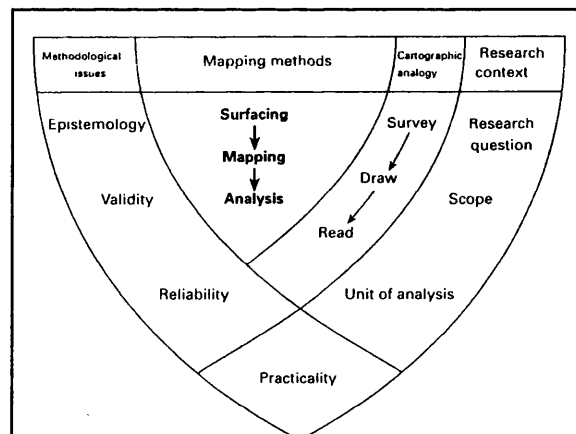 Methodological
issues
Mapping methods
Cartographic
analogy
Research
context
Epistemology
Validity
Reliability
Surfacing
Mapping
Analysis
Survey
Draw
Read
Research
question
Scope
Unit of analysis
Practicality